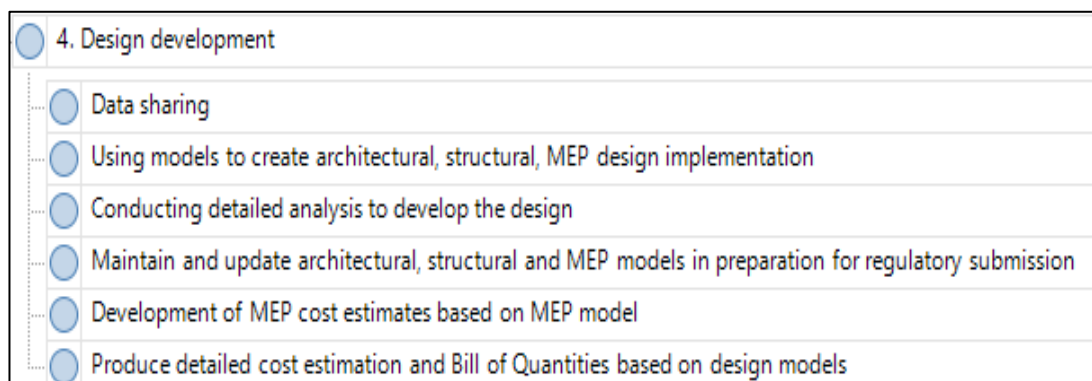 4. Design development
Data sharing
Using models to create architectural, structural, MEP design implementation
Conducting detailed analysis to develop the design
Maintain and update architectural, structural and MEP models in preparation for regulatory submission
Development of MEP cost estimates based on MEP model
Produce detailed cost estimation and Bill of Quantities based on design models